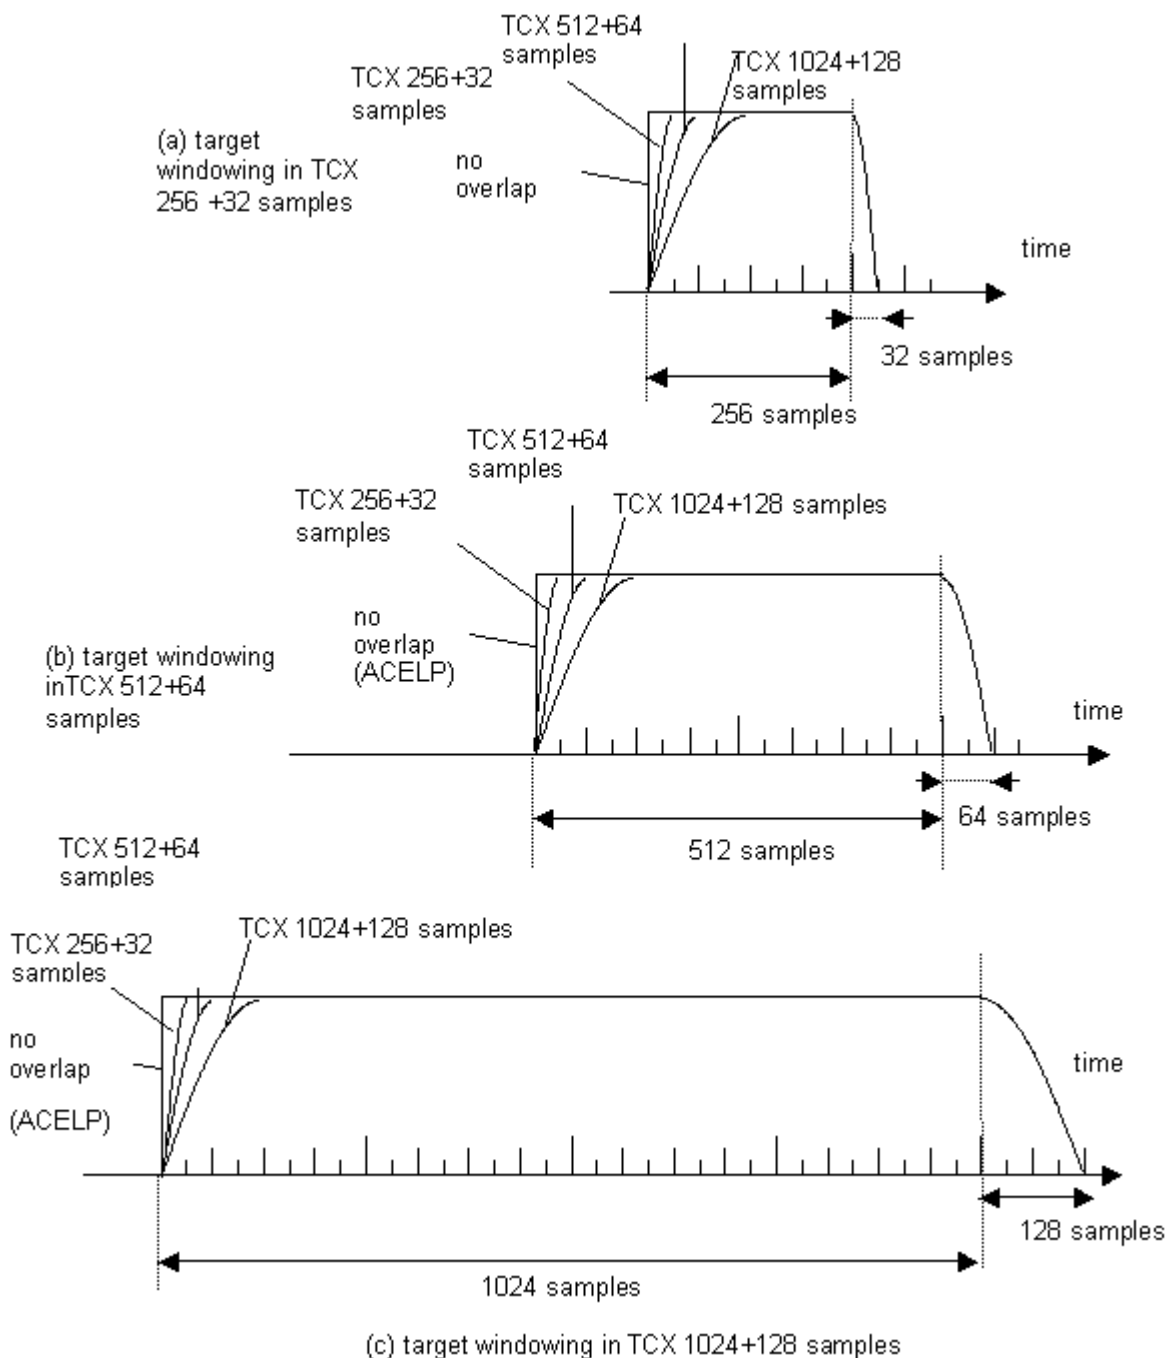 TCX 512+64
samples
TCX 256+32
samples
TCX 1024+128
samples
(a) target
windowing in TCX
256 +32 samples
no
overlap
time
32 samples
256 samples
TCX 512+64
samples
TCX 256+32
samples
TCX 1024+128 samples
no
overlap
(ACELP)
(b) target windowing
inTCX 512+64
samples
time
64 samples
512 samples
TCX 512+64
samples
TCX 256+32
samples
TCX 1024+128 samples
no
overlap
(ACELP)
time
128 samples
1024 samples
(c) target windowing in TCX 1024+128 samples